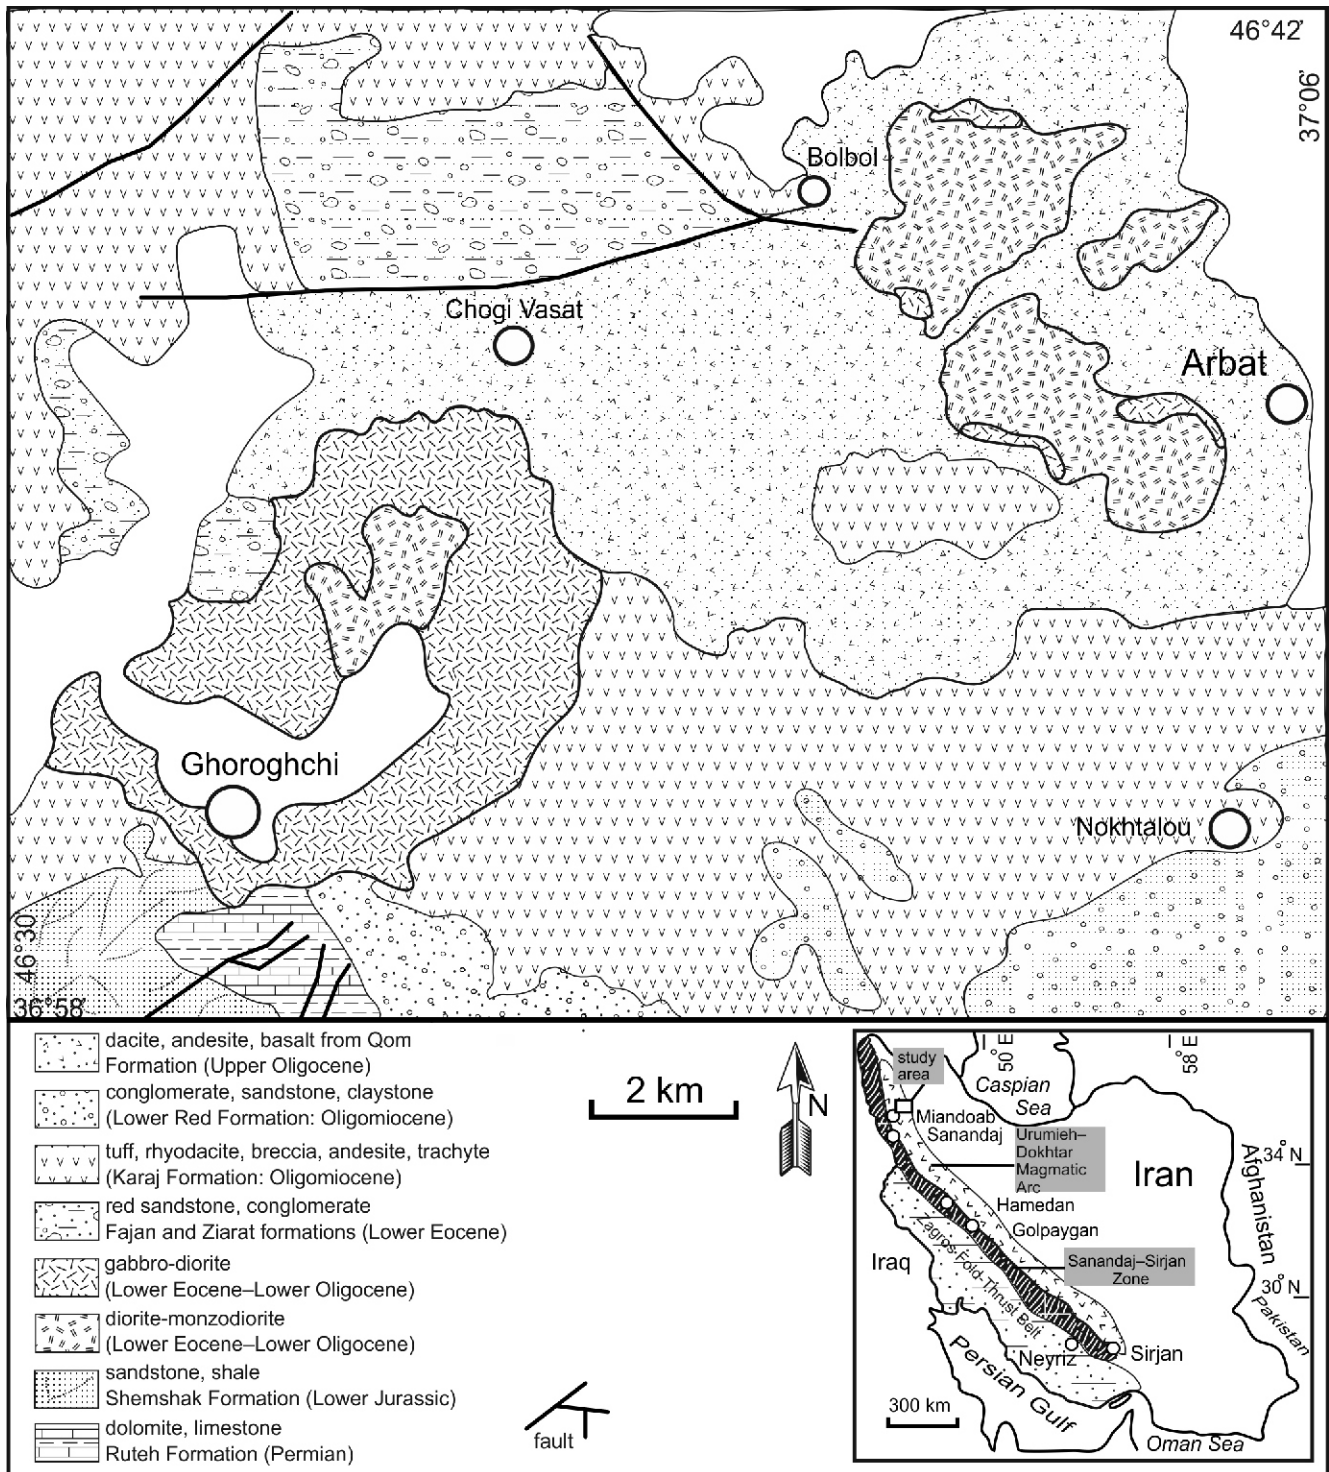 46°42'
37°06'
Bolbol
Chogi Vasat
Arbat
Ghoroghchi
Nokhtalou
46°30'
36°58'
dacite, andesite, basalt from Qom
Formation (Upper Oligocene)
conglomerate, sandstone, claystone
(Lower Red Formation: Oligomiocene)
tuff, rhyodacite, breccia, andesite, trachyte
(Karaj Formation: Oligomiocene)
red sandstone, conglomerate
Fajan and Ziarat formations (Lower Eocene)
gabbro-diorite
(Lower Eocene–Lower Oligocene)
diorite-monzodiorite
(Lower Eocene–Lower Oligocene)
sandstone, shale
Shemshak Formation (Lower Jurassic)
dolomite, limestone
Ruteh Formation (Permian)
2 km
N
fault
study
area
50° E
58° E
Caspian
Sea
Miandoab
Sanandaj
Urumieh–
Dokhtar
Magmatic
Arc
Iran
34° N
Afghanistan
Hamedan
Golpaygan
Iraq
Zagros Fold-Thrust Belt
Sanandaj–Sirjan
Zone
30° N
Pakistan
Neyriz
Sirjan
Persian Gulf
300 km
Oman Sea